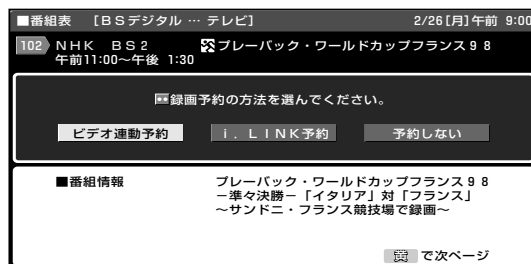 ■番組表 [BSデジタル … テレビ] 2/26[月]午前 9:00
102 NHK BS2 プレーバック・ワールドカップフランス98
午前11:00~午後 1:30
録画予約の方法を選んでください。
ビデオ連動予約 i.LINK予約 予約しない
■番組情報 プレーバック・ワールドカップフランス98
-準々決勝-「イタリア」対「フランス」
~サンドニ・フランス競技場で録画~
黄 で次ページ